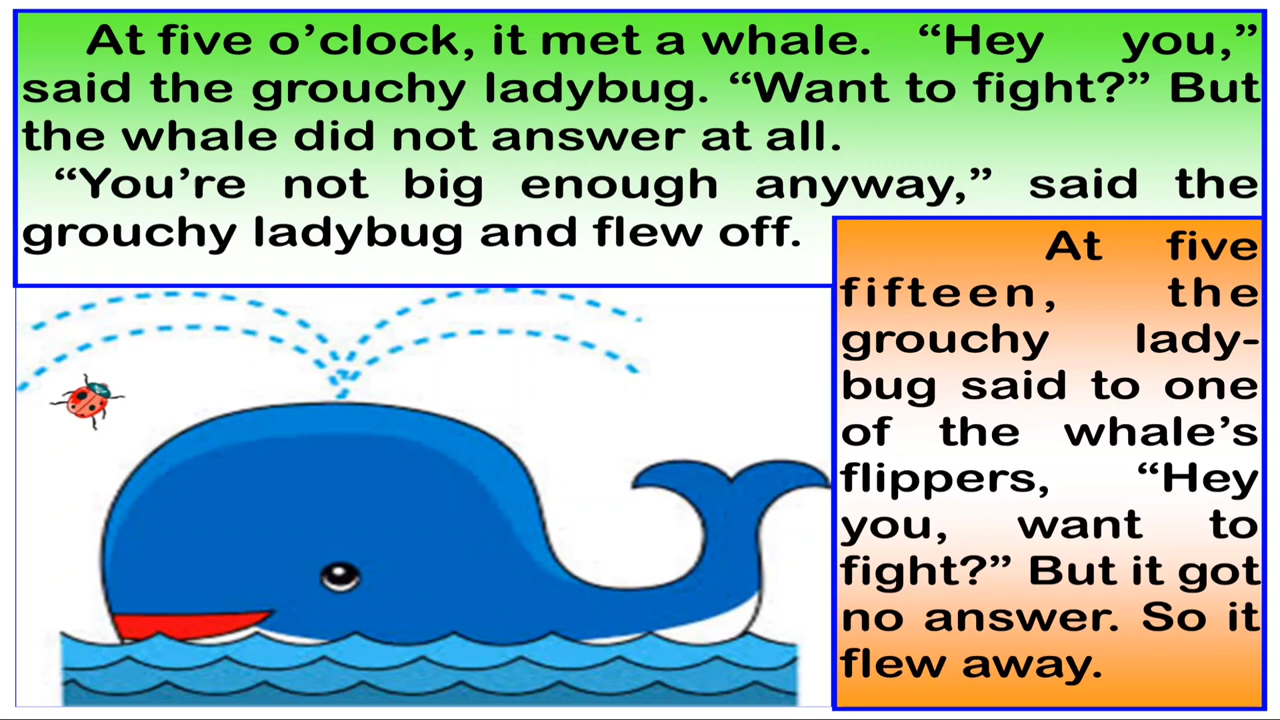 At five o’clock, it met a whale. “Hey you,”
said the grouchy ladybug. “Want to fight?” But
the whale did not answer at all.
“You’re not big enough anyway,” said the
grouchy ladybug and flew off.
At five
fifteen, the
grouchy lady-
bug said to one
of the whale’s
flippers, “Hey
you, want to
fight?” But it got
no answer. So it
flew away.